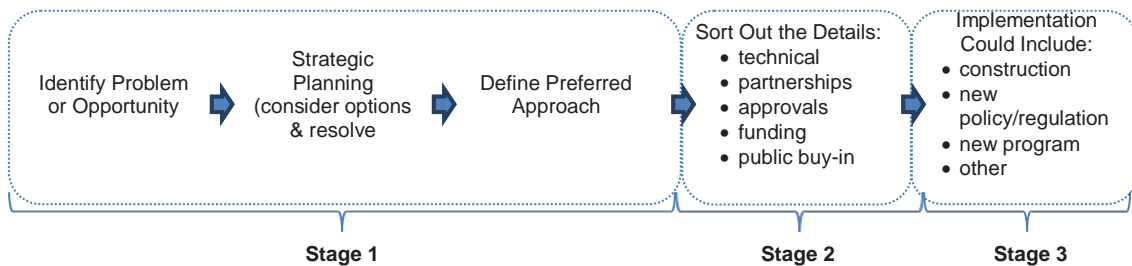 Identify Problem
or Opportunity
Strategic
Planning
(consider options
& resolve
Define Preferred
Approach
Sort Out the Details:
• technical
• partnerships
• approvals
• funding
• public buy-in
Implementation
Could Include:
• construction
• new
policy/regulation
• new program
• other
Stage 1
Stage 2
Stage 3